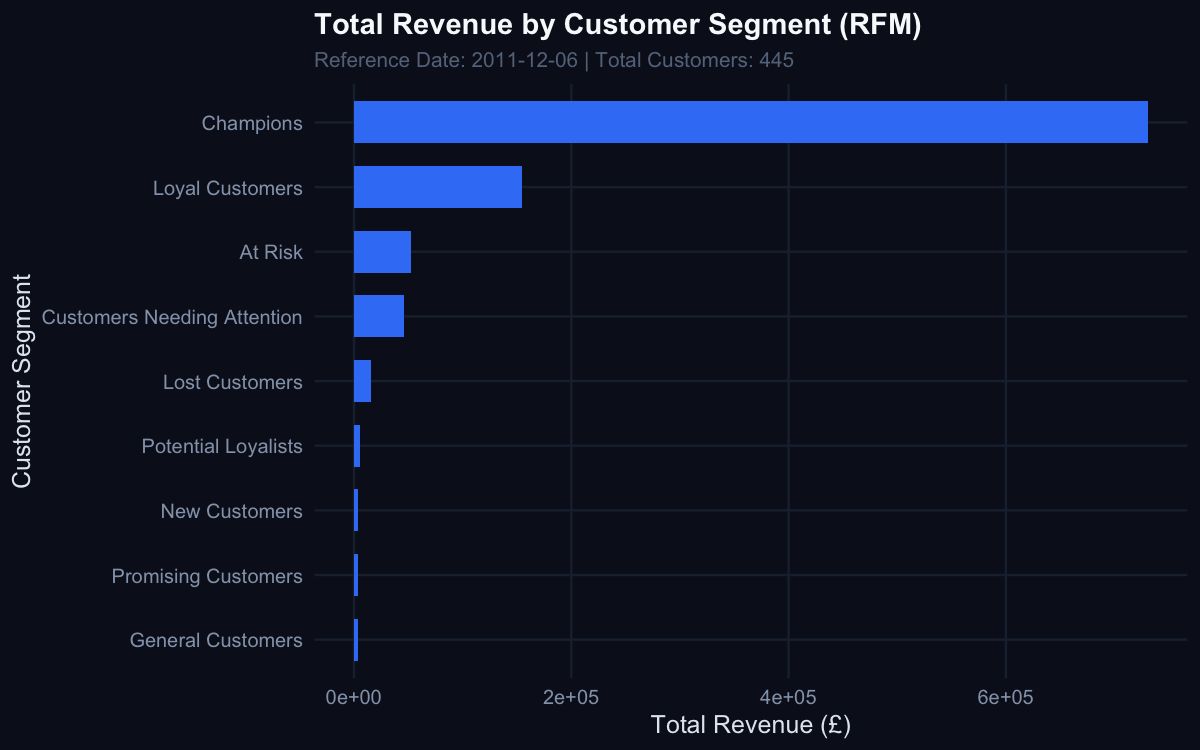 Total Revenue by Customer Segment (RFM)
Reference Date: 2011-12-06 | Total Customers: 445
Customer Segment
Champions
Loyal Customers
At Risk
Customers Needing Attention
Lost Customers
Potential Loyalists
New Customers
Promising Customers
General Customers
0e+00 2e+05 4e+05 6e+05
Total Revenue (£)